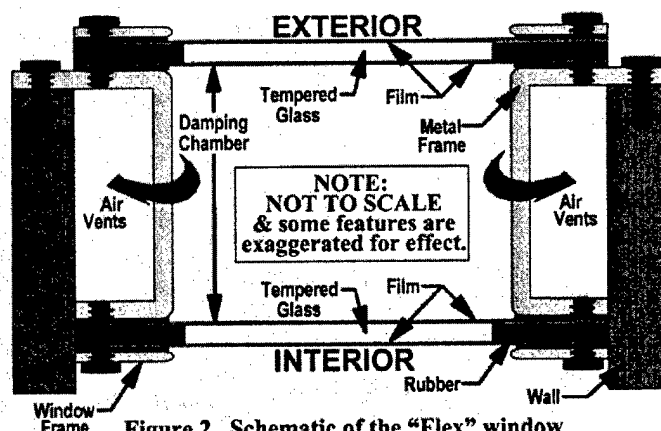 EXTERIOR
Tempered
Glass
Film
Damping
Chamber
Metal
Frame
Air
Vents
NOTE:
NOT TO SCALE
& some features are
exaggerated for effect.
Air
Vents
Tempered
Glass
Film
INTERIOR
Rubber
Wall
Window
Frame
Figure 2. Schematic of the "Flex" window